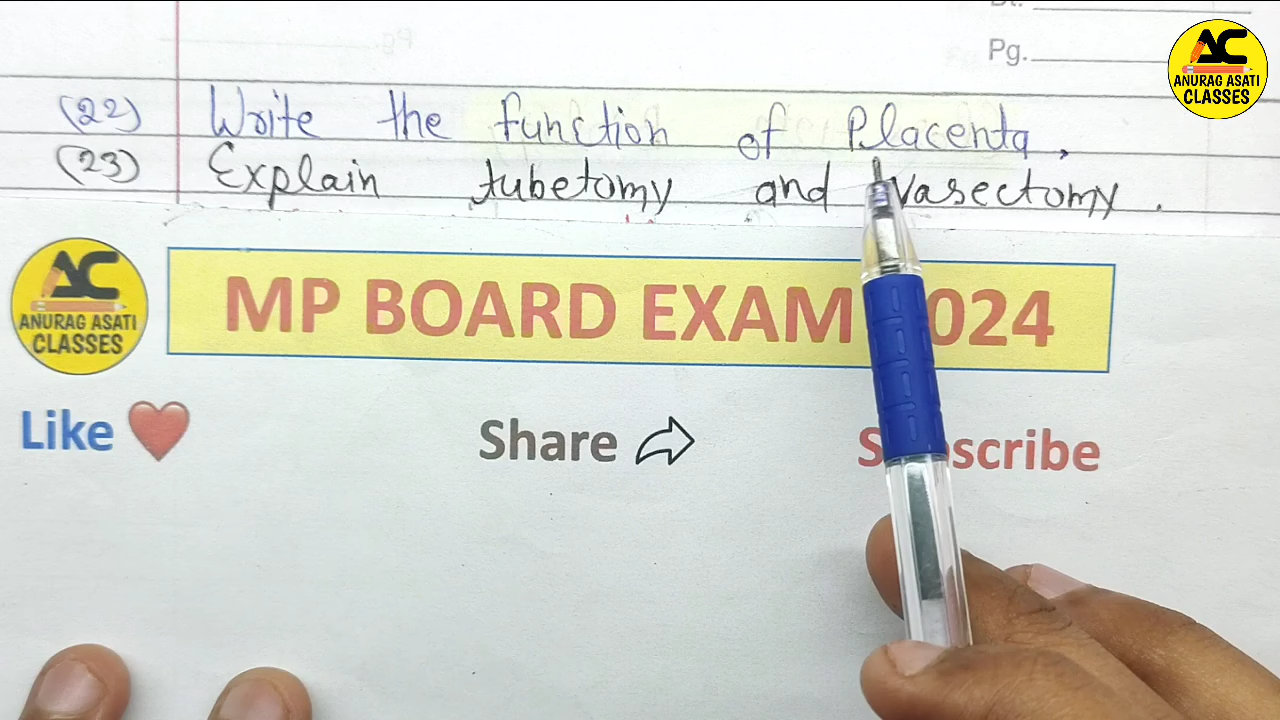 Pg.
AC
ANURAG ASATI
CLASSES
(22) Write the function of Placenta,
(23) Explain tubetomy and vasectomy.
AC
ANURAG ASATI
CLASSES
MP BOARD EXAM 024
Like
Share
S scribe